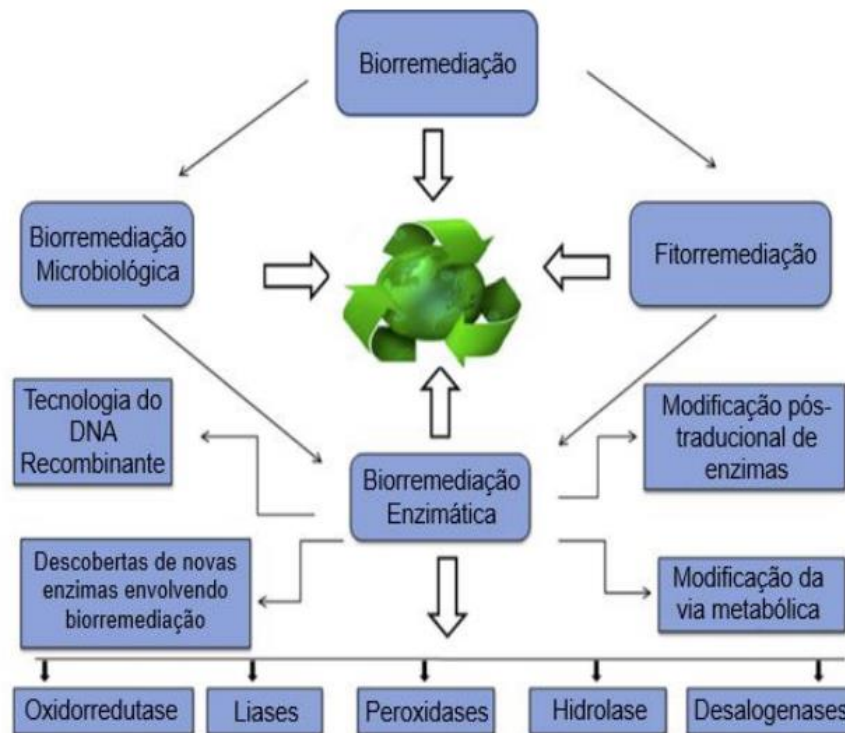 Biorremediação
Biorremediação
Microbiológica
Fitorremediação
Tecnologia do
DNA
Recombinante
Modificação pós-
traducional de
enzimas
Biorremediação
Enzimática
Descobertas de novas
enzimas envolvendo
biorremediação
Modificação da
via metabólica
Oxidorredutase
Liases
Peroxidases
Hidrolase
Desalogenases